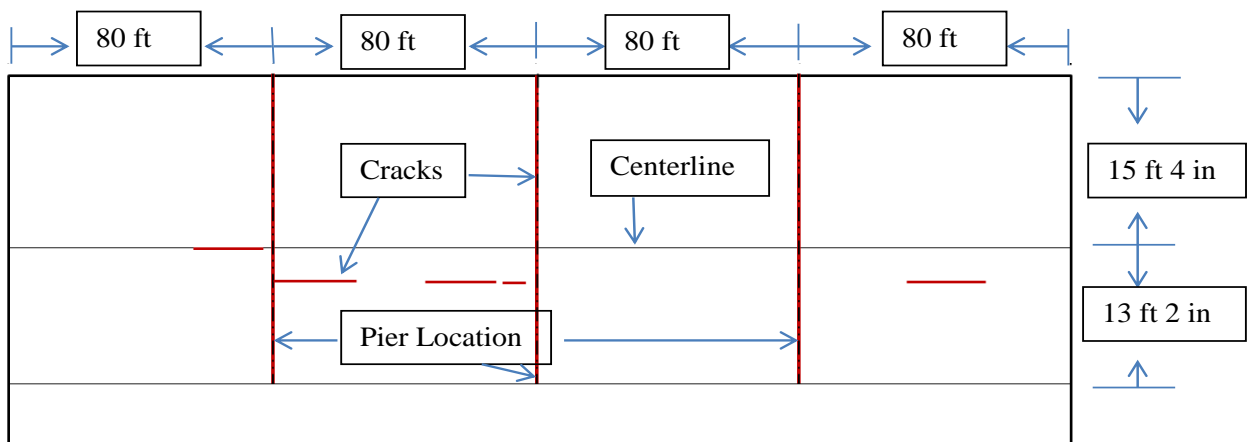 80 ft
80 ft
80 ft
80 ft
Cracks
Centerline
15 ft 4 in
13 ft 2 in
Pier Location